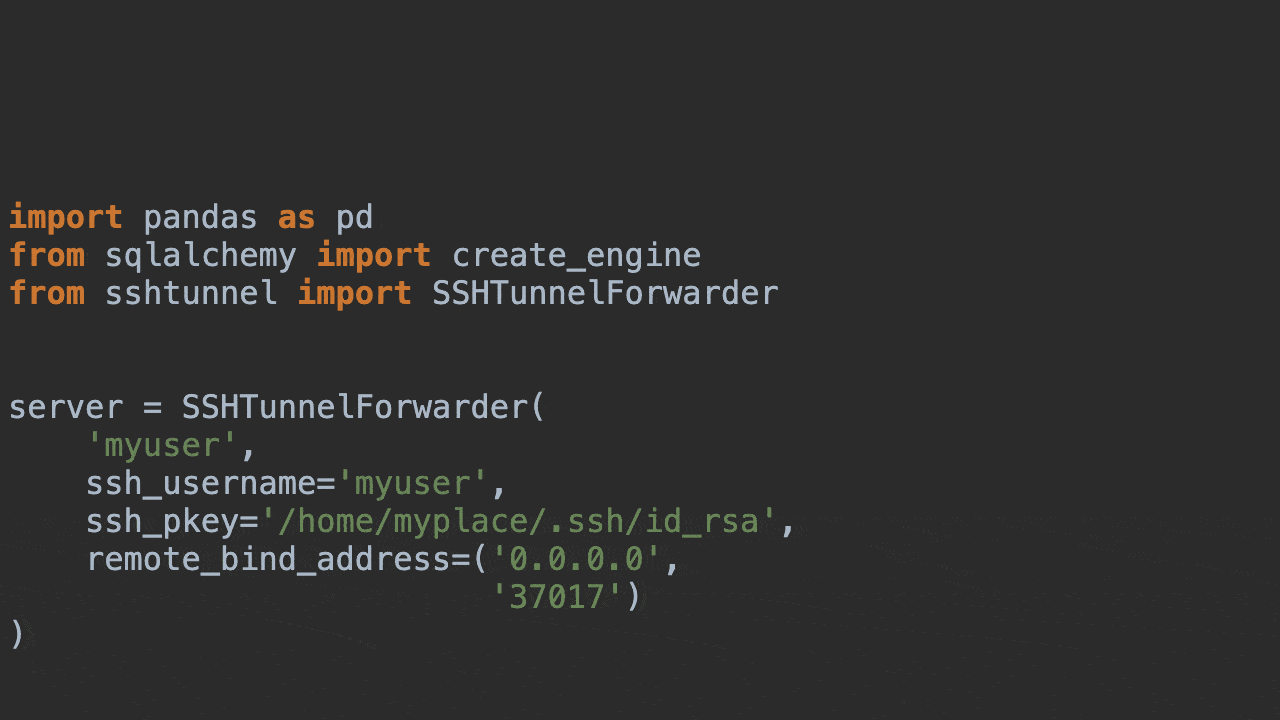 import pandas as pd
from sqlalchemy import create_engine
from sshtunnel import SSHTunnelForwarder
server = SSHTunnelForwarder(
    'myuser',
    ssh_username='myuser',
    ssh_pkey='/home/myplace/.ssh/id_rsa',
    remote_bind_address=('0.0.0.0',
                         '37017')
)